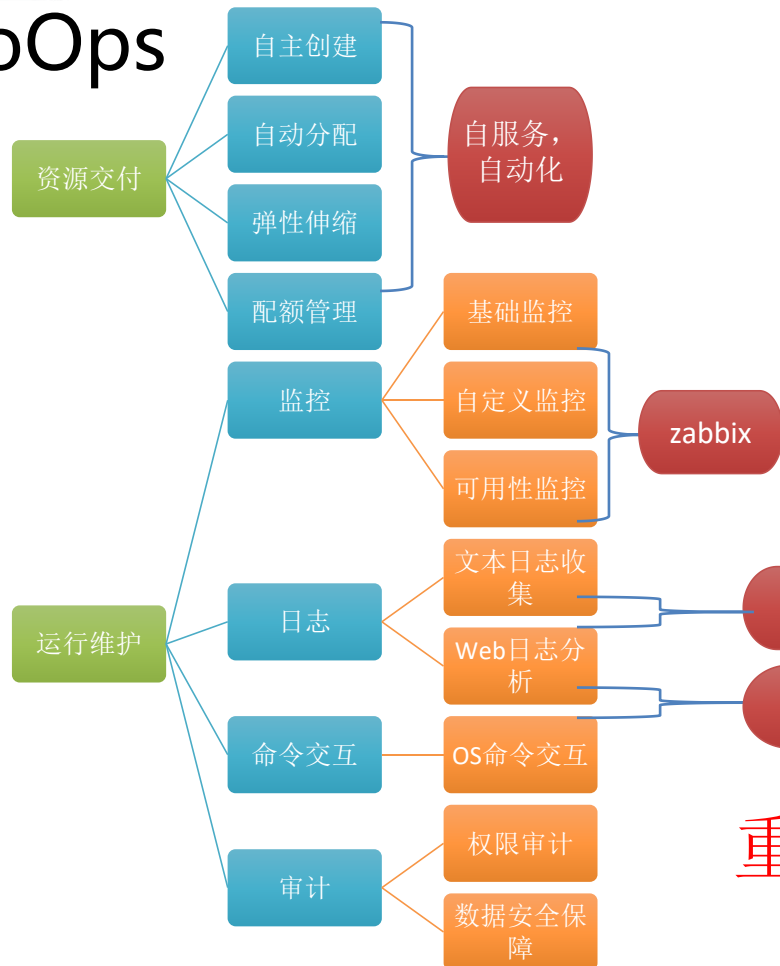 oOps
自主创建
自动分配
弹性伸缩
配额管理
资源交付
自服务，
自动化
监控
基础监控
自定义监控
可用性监控
zabbix
运行维护
日志
文本日志收
集
Web日志分
析
命令交互
OS命令交互
审计
权限审计
数据安全保
障
重